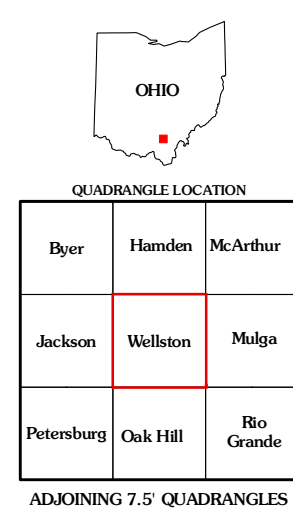 OHIO
QUADRANGLE LOCATION
Byer Hamden McArthur
Jackson Wellston Mulga
Petersburg Oak Hill Rio
Grande
ADJOINING 7.5' QUADRANGLES